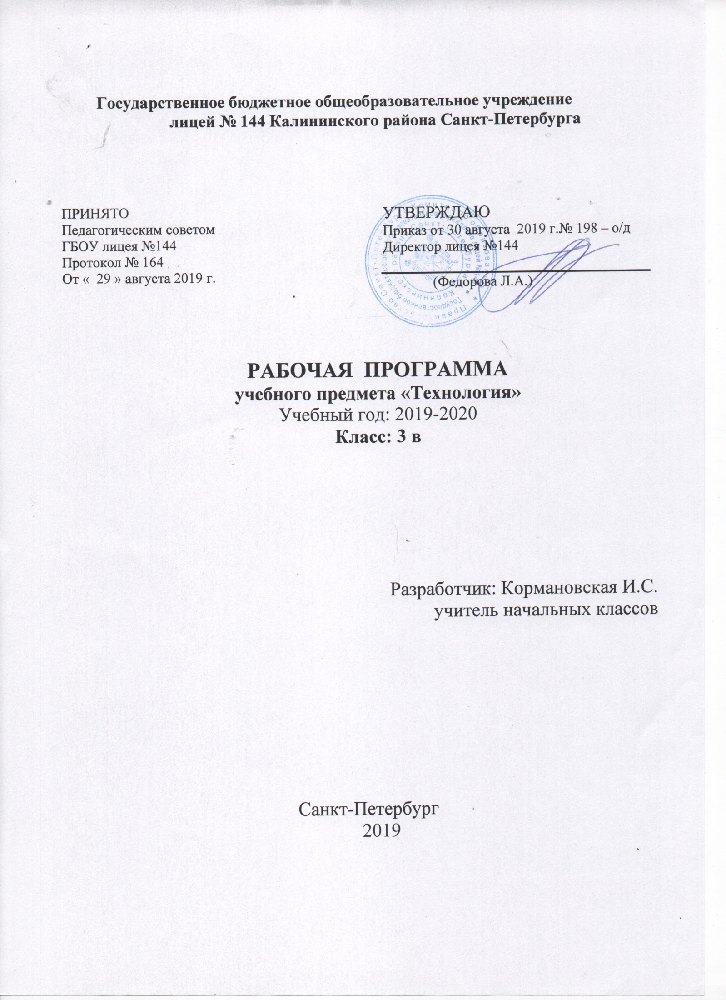 Государственное бюджетное общеобразовательное учреждение
лицей № 144 Калининского района Санкт-Петербурга
ПРИНЯТО
Педагогическим советом
ГБОУ лицея №144
Протокол № 164
От «  29 » августа 2019 г.
УТВЕРЖДАЮ
Приказ от 30 августа  2019 г.№ 198 – о/д
Директор лицея №144
(Федорова Л.А.)
РАБОЧАЯ  ПРОГРАММА
учебного предмета «Технология»
Учебный год: 2019-2020
Класс: 3 в
Разработчик: Кормановская И.С.
учитель начальных классов
Санкт-Петербург
2019